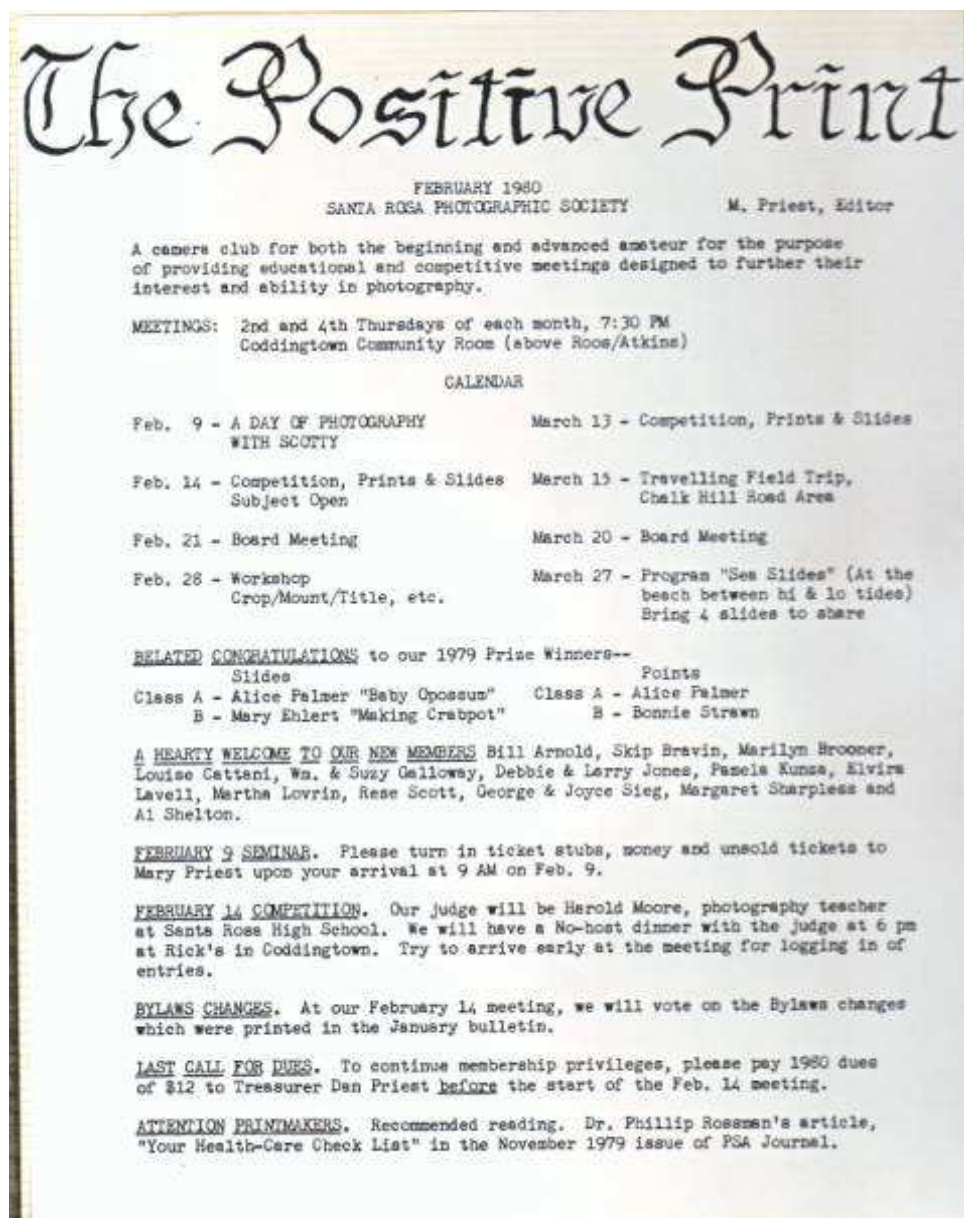 The Positive Print
FEBRUARY 1980
SANTA ROSA PHOTOGRAPHIC SOCIETY M. Priest, Editor
A camera club for both the beginning and advanced amateur for the purpose
of providing educational and competitive meetings designed to further their
interest and ability in photography.
MEETINGS: 2nd and 4th Thursdays of each month, 7:30 PM
Coddingtown Community Room (above Roos/Atkins)
CALENDAR
Feb. 9 - A DAY OF PHOTOGRAPHY
WITH SCOTTY
Feb. 14 - Competition, Prints & Slides
Subject Open
Feb. 21 - Board Meeting
Feb. 28 - Workshop
Crop/Mount/Title, etc.
March 13 - Competition, Prints & Slides
March 15 - Travelling Field Trip,
Chalk Hill Road Area
March 20 - Board Meeting
March 27 - Program "Sea Slides" (At the
beach between hi & lo tides)
Bring 4 slides to share
BELATED CONGRATULATIONS to our 1979 Prize Winners--
Slides Points
Class A - Alice Palmer "Baby Opossum" Class A - Alice Palmer
B - Mary Ehlert "Making Crabpot" B - Bonnie Strawn
A HEARTY WELCOME TO OUR NEW MEMBERS Bill Arnold, Skip Bravin, Marilyn Brooner,
Louise Cattani, Wm. & Suzy Galloway, Debbie & Larry Jones, Pamela Kunze, Elvira
Lavell, Martha Lovrin, Rese Scott, George & Joyce Sieg, Margaret Sharpless and
Al Shelton.
FEBRUARY 9 SEMINAR. Please turn in ticket stubs, money and unsold tickets to
Mary Priest upon your arrival at 9 AM on Feb. 9.
FEBRUARY 14 COMPETITION. Our judge will be Harold Moore, photography teacher
at Santa Rosa High School. We will have a No-host dinner with the judge at 6 pm
at Rick's in Coddingtown. Try to arrive early at the meeting for logging in of
entries.
BYLAWS CHANGES. At our February 14 meeting, we will vote on the Bylaws changes
which were printed in the January bulletin.
LAST CALL FOR DUES. To continue membership privileges, please pay 1980 dues
of $12 to Treasurer Dan Priest before the start of the Feb. 14 meeting.
ATTENTION PRINTMAKERS. Recommended reading. Dr. Phillip Rossman's article,
"Your Health-Care Check List" in the November 1979 issue of PSA Journal.